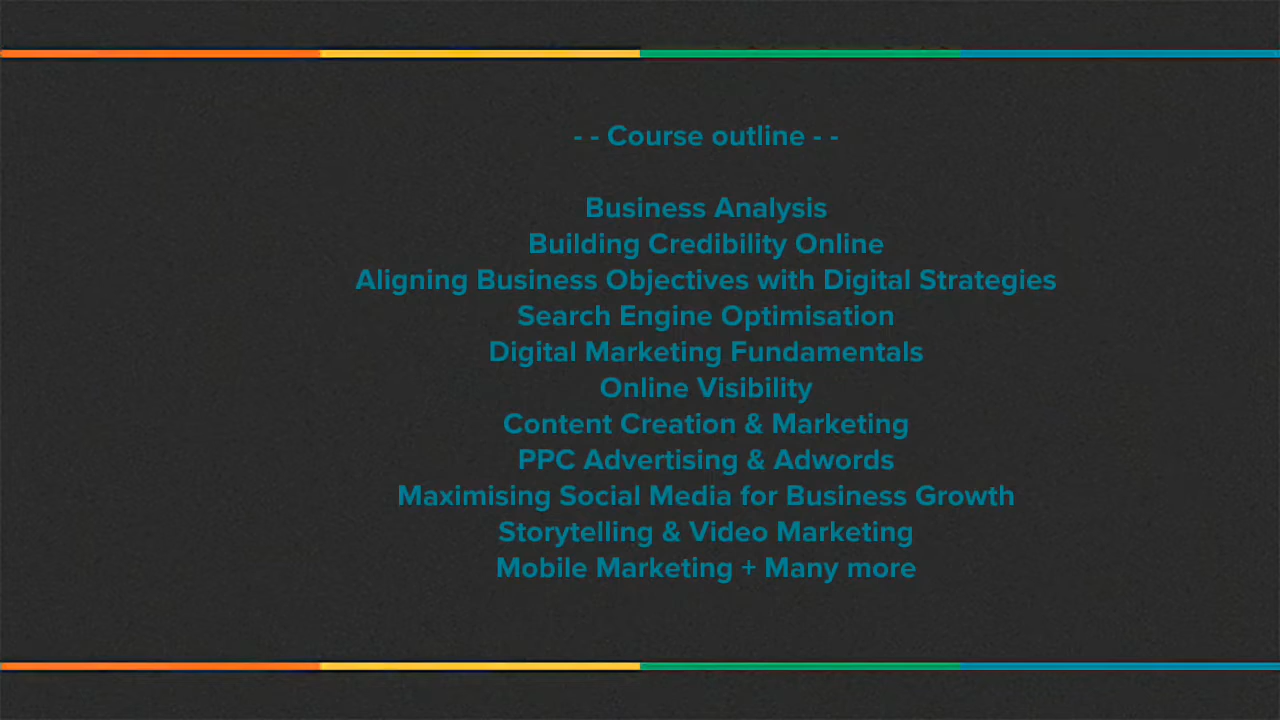 - - Course outline - -
Business Analysis
Building Credibility Online
Aligning Business Objectives with Digital Strategies
Search Engine Optimisation
Digital Marketing Fundamentals
Online Visibility
Content Creation & Marketing
PPC Advertising & Adwords
Maximising Social Media for Business Growth
Storytelling & Video Marketing
Mobile Marketing + Many more